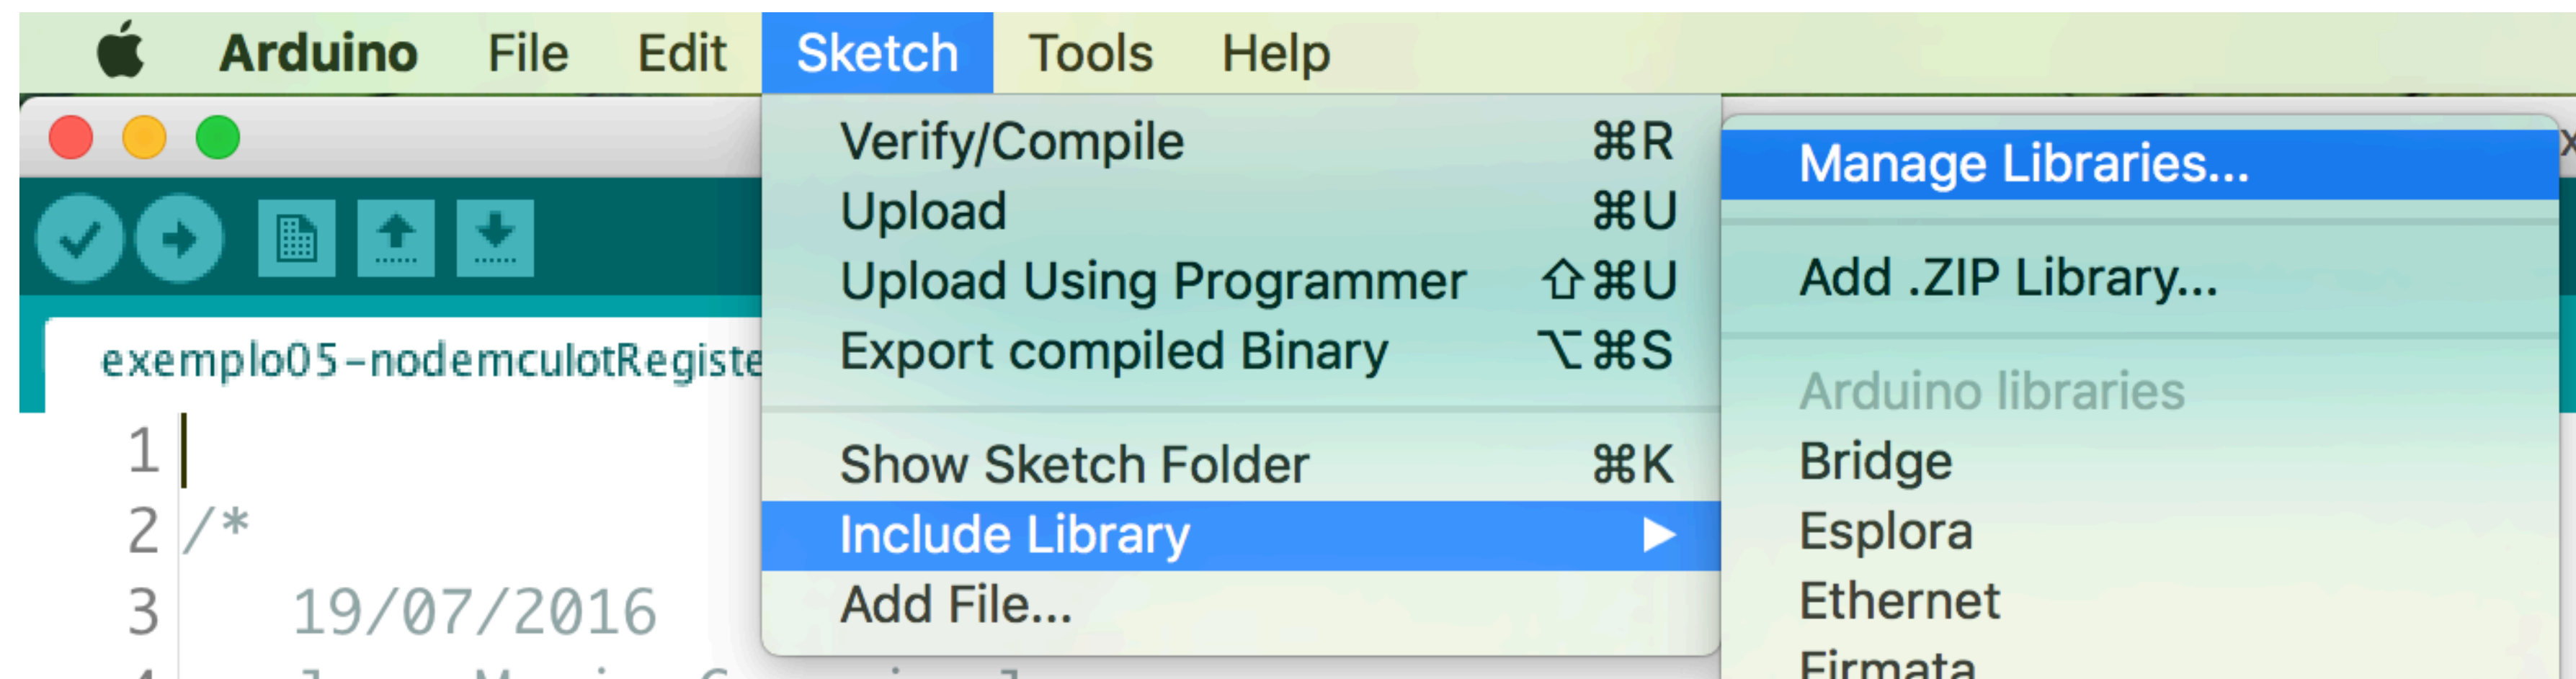 Arduino File Edit Sketch Tools Help
Verify/Compile ⌘R
Upload ⌘U
Upload Using Programmer ⇧⌘U
Export compiled Binary ⌥⌘S
Show Sketch Folder ⌘K
Include Library
Add File...
Manage Libraries...
Add .ZIP Library...
Arduino libraries
Bridge
Esplora
Ethernet
Firmata
exemplo05-nodemcuIotRegiste
1
2 /*
3 19/07/2016
4